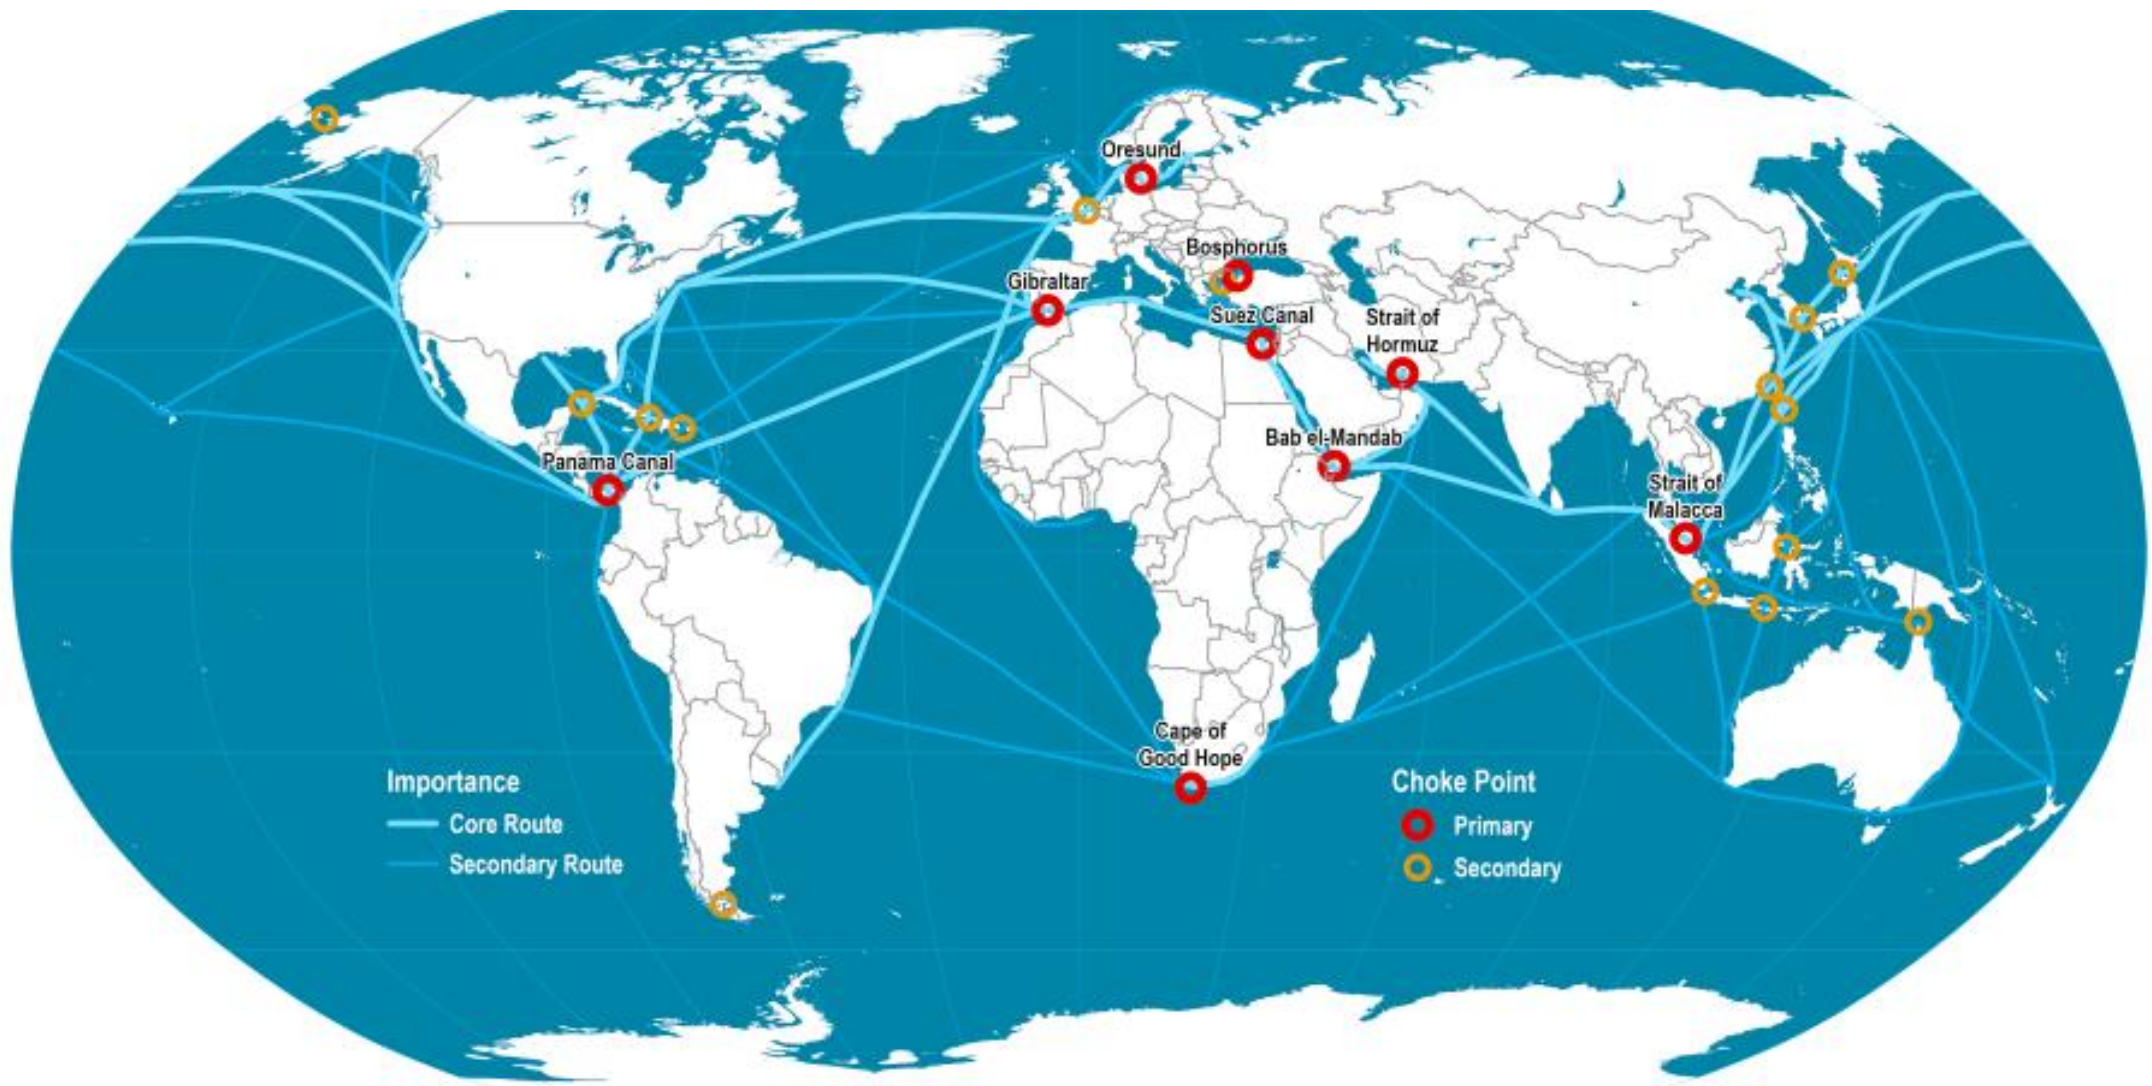 Oresund
Bosphorus
Gibraltar
Suez Canal
Strait of
Hormuz
Bab el-Mandab
Panama Canal
Strait of
Malacca
Cape of
Good Hope
Importance
Core Route
Secondary Route
Choke Point
Primary
Secondary